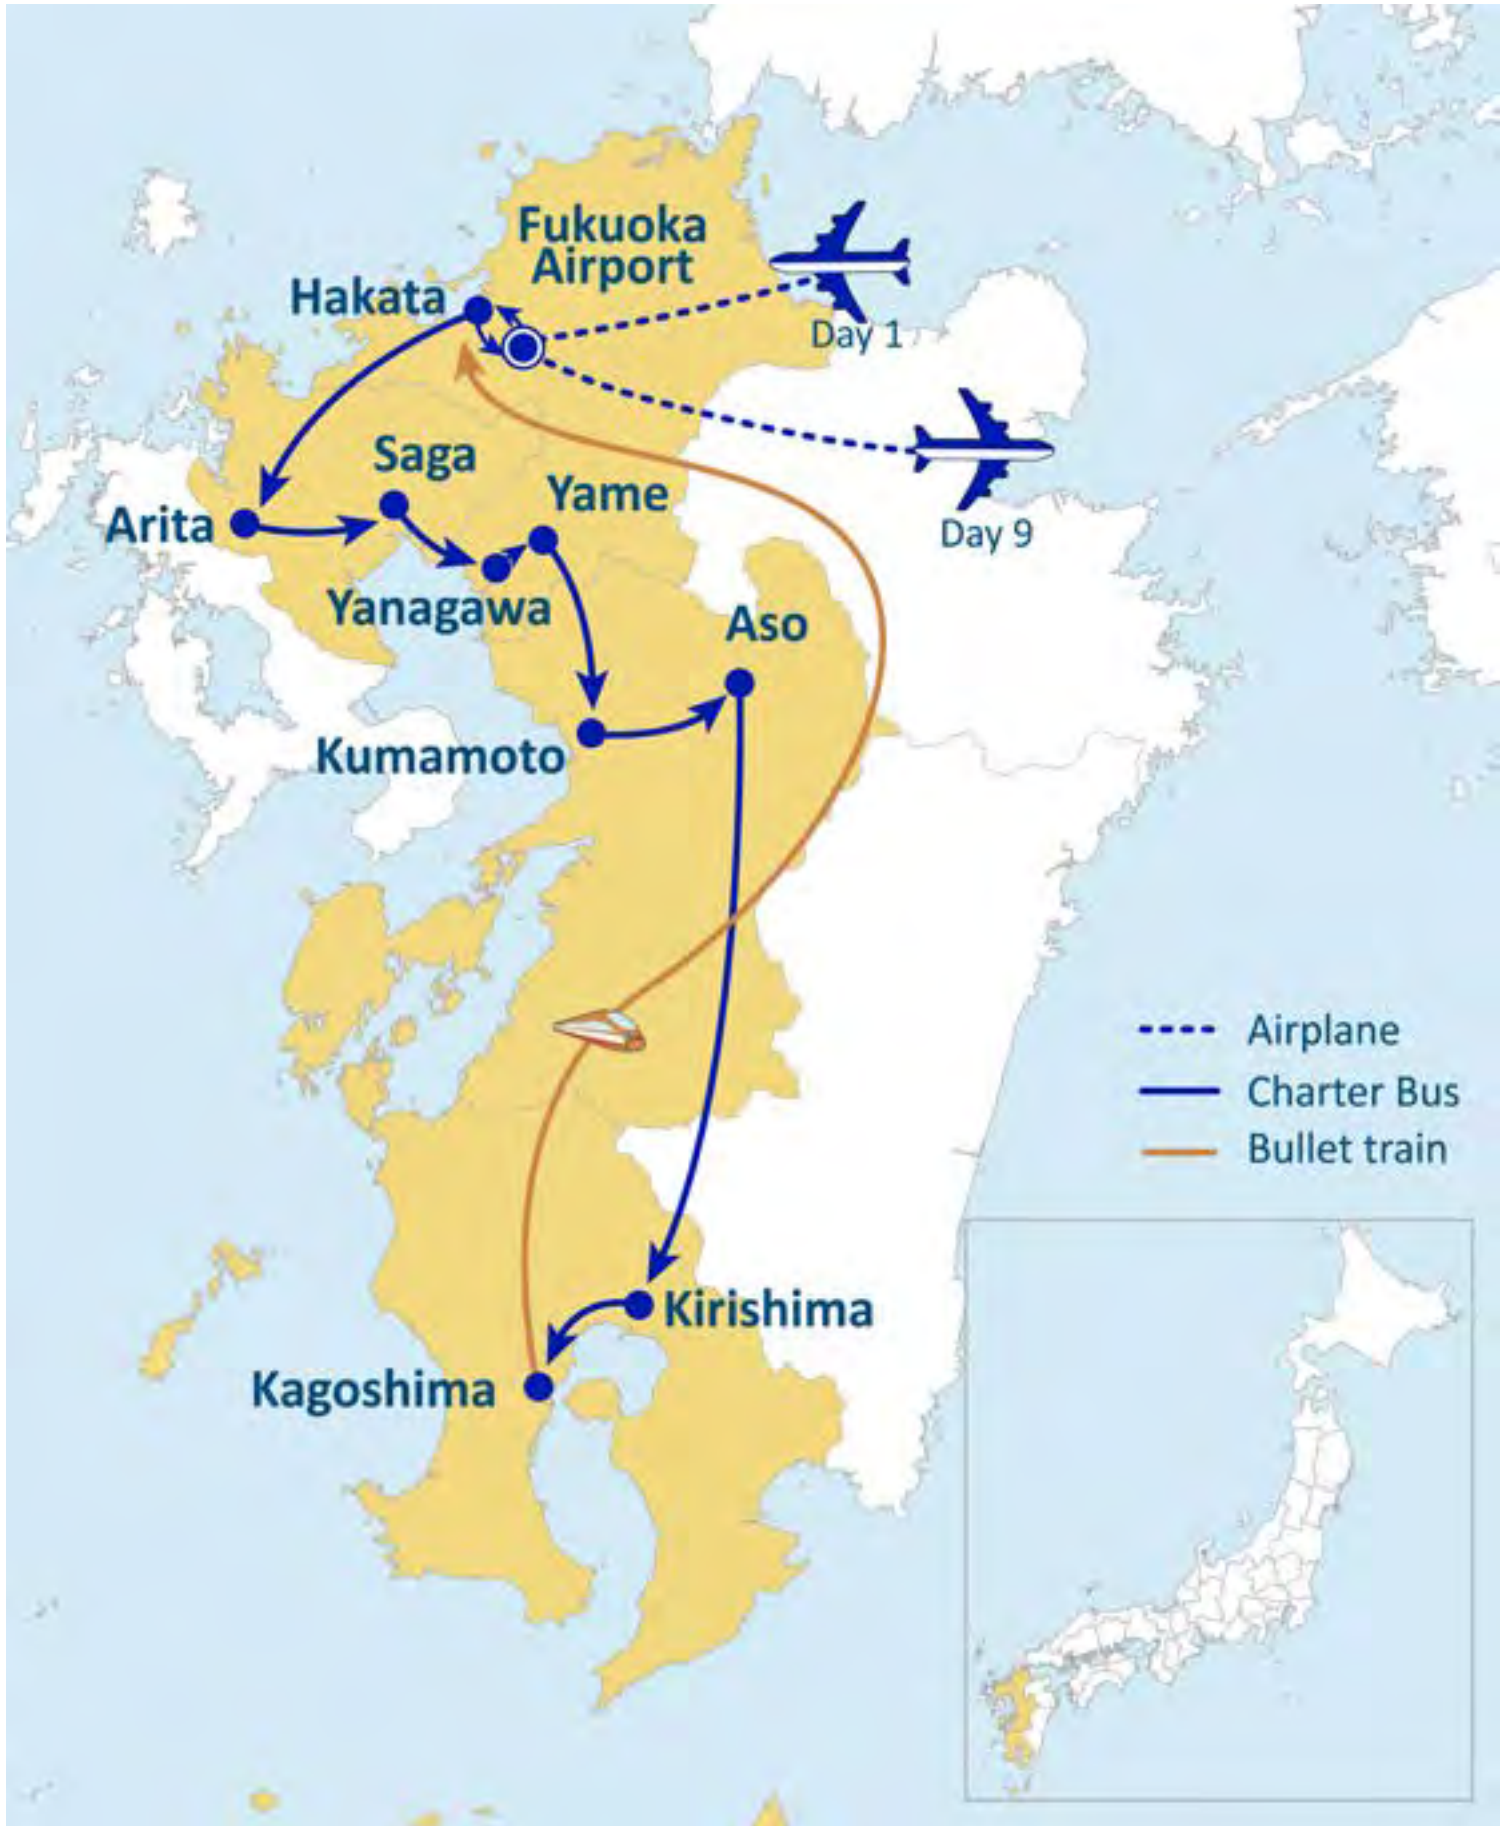 Fukuoka
Airport
Hakata
Day 1
Saga
Yame
Day 9
Arita
Yanagawa
Aso
Kumamoto
Airplane
Charter Bus
Bullet train
Kirishima
Kagoshima